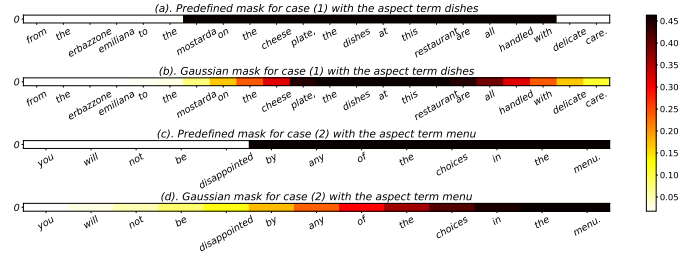 (a). Predefined mask for case (1) with the aspect term dishes
0
from the erbazzone emiliana to the mostarda on the cheese plate, the dishes at this restaurant are all handled with delicate care.
(b). Gaussian mask for case (1) with the aspect term dishes
0
from the erbazzone emiliana to the mostarda on the cheese plate, the dishes at this restaurant are all handled with delicate care.
(c). Predefined mask for case (2) with the aspect term menu
0
you will not be disappointed by any of the choices in the menu.
(d). Gaussian mask for case (2) with the aspect term menu
0
you will not be disappointed by any of the choices in the menu.
0.45
0.40
0.35
0.30
0.25
0.20
0.15
0.10
0.05